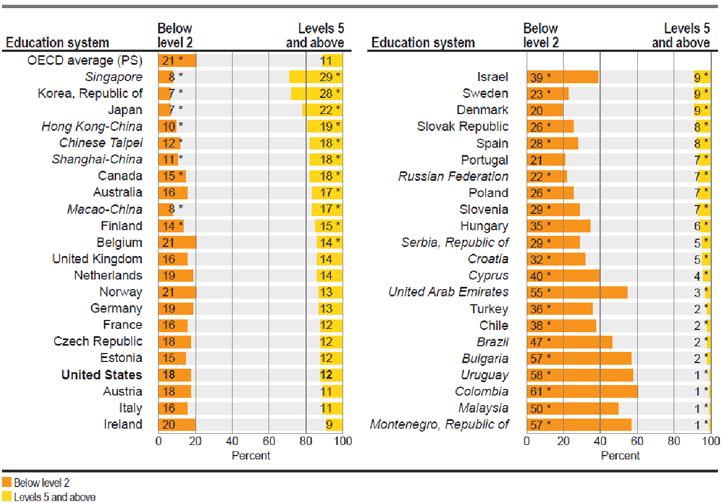 Education system Below level 2 Levels 5 and above
OECD average (PS) 21 * 11
Singapore 8 * 29 *
Korea, Republic of 7 * 28 *
Japan 7 * 22 *
Hong Kong-China 10 * 19 *
Chinese Taipei 12 * 18 *
Shanghai-China 11 * 18 *
Canada 15 * 18 *
Australia 16 17 *
Macao-China 8 * 17 *
Finland 14 * 15 *
Belgium 21 14 *
United Kingdom 16 14
Netherlands 19 14
Norway 21 13
Germany 19 13
France 16 12
Czech Republic 18 12
Estonia 15 12
United States 18 12
Austria 18 11
Italy 16 11
Ireland 20 9
0 20 40 60 80 100
Percent
Education system Below level 2 Levels 5 and above
Israel 39 * 9 *
Sweden 23 * 9 *
Denmark 20 9 *
Slovak Republic 26 * 8 *
Spain 28 * 8 *
Portugal 21 7 *
Russian Federation 22 * 7 *
Poland 26 * 7 *
Slovenia 29 * 7 *
Hungary 35 * 6 *
Serbia, Republic of 29 * 5 *
Croatia 32 * 5 *
Cyprus 40 * 4 *
United Arab Emirates 55 * 3 *
Turkey 36 * 2 *
Chile 38 * 2 *
Brazil 47 * 2 *
Bulgaria 57 * 2 *
Uruguay 58 * 1 *
Colombia 61 * 1 *
Malaysia 50 * 1 *
Montenegro, Republic of 57 * 1 *
0 20 40 60 80 100
Percent
Below level 2
Levels 5 and above